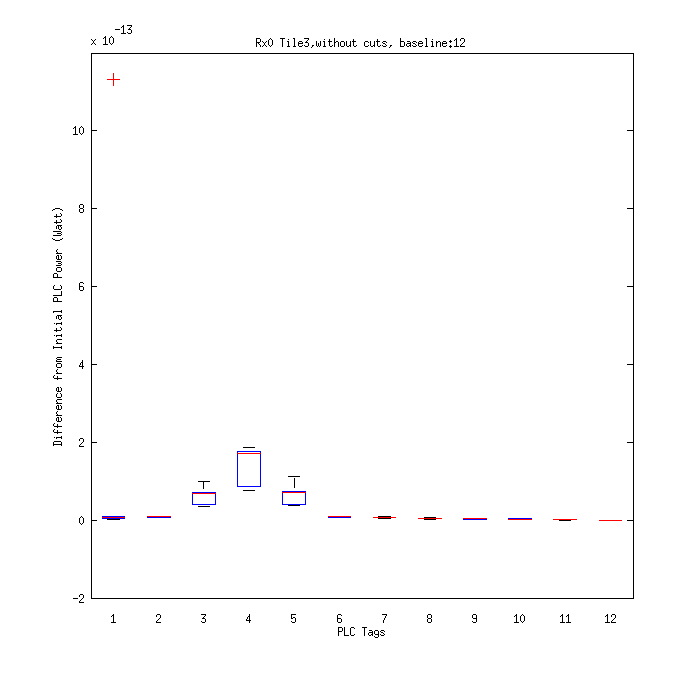 x 10-13
Rx0 Tile3,without cuts, baseline:12
Difference from Initial PLC Power (Watt)
10
8
6
4
2
0
-2
1 2 3 4 5 6 7 8 9 10 11 12
PLC Tags